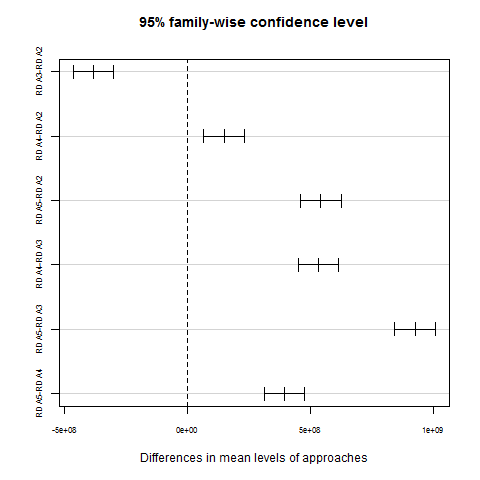 95% family-wise confidence level
RD A3-RD A2
RD A4-RD A2
RD A5-RD A2
RD A4-RD A3
RD A5-RD A3
RD A5-RD A4
-5e+08 0e+00 5e+08 1e+09
Differences in mean levels of approaches